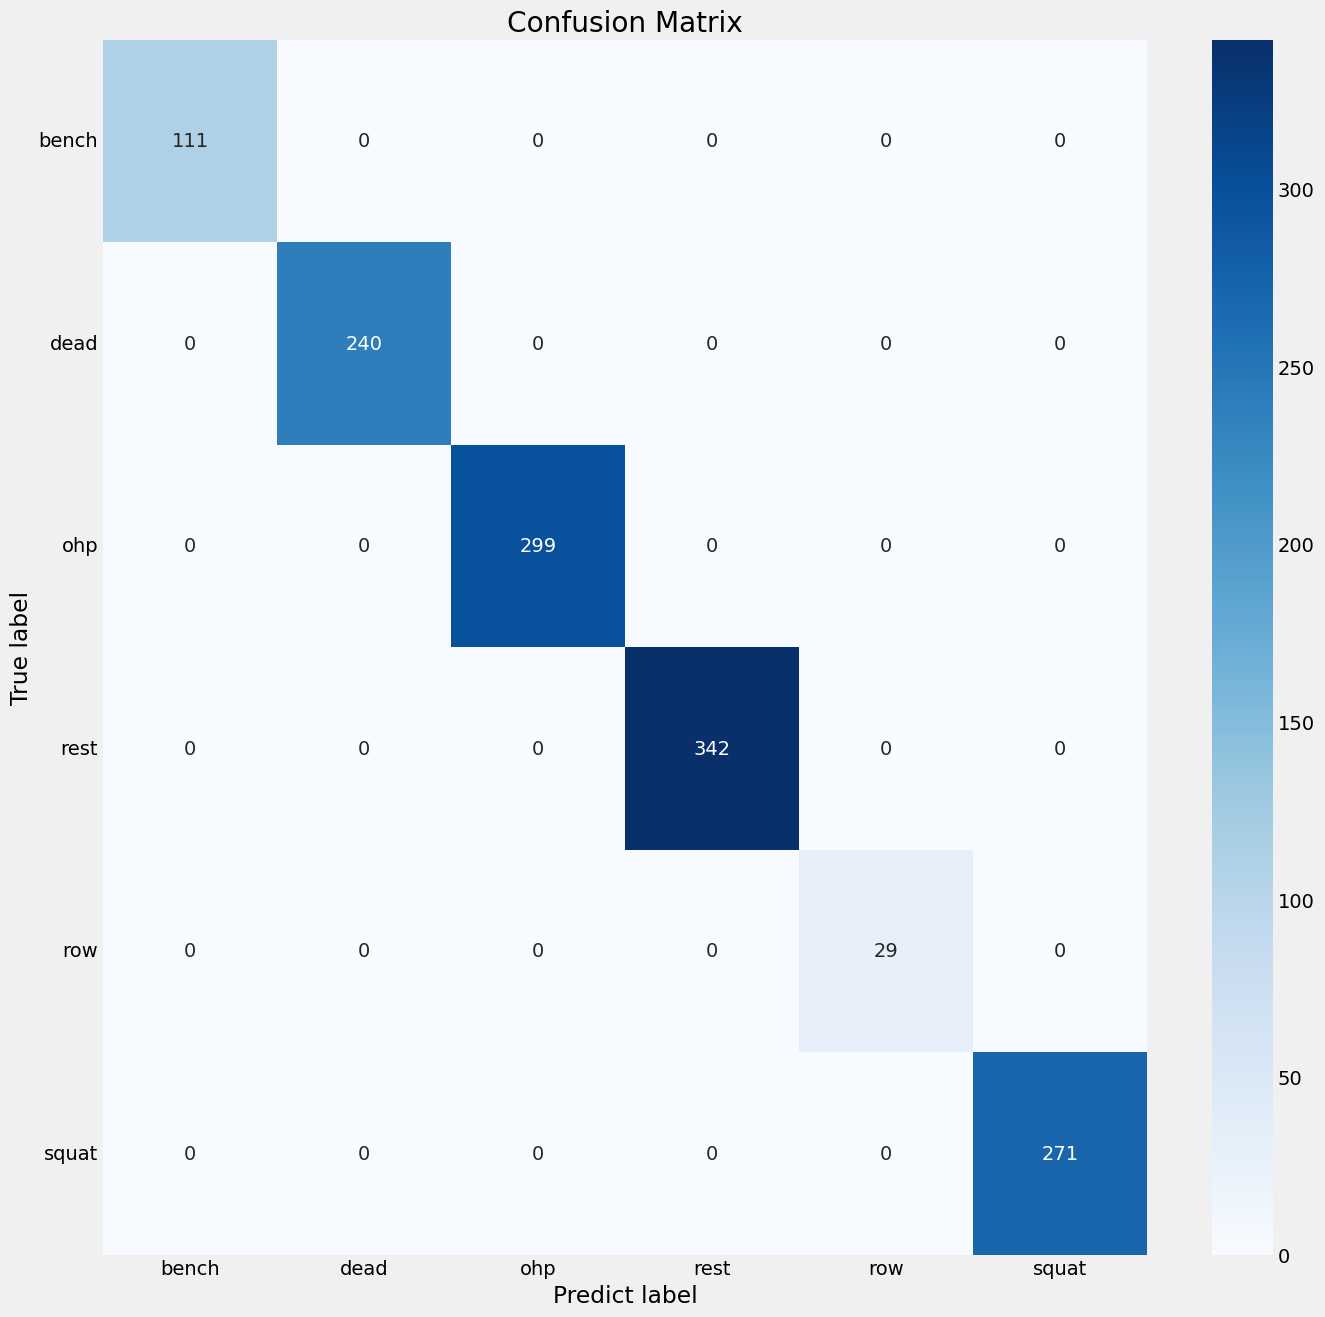 Confusion Matrix
True label
bench 111 0 0 0 0 0
dead 0 240 0 0 0 0
ohp 0 0 299 0 0 0
rest 0 0 0 342 0 0
row 0 0 0 0 29 0
squat 0 0 0 0 0 271
bench dead ohp rest row squat
Predict label
300
250
200
150
100
50
0